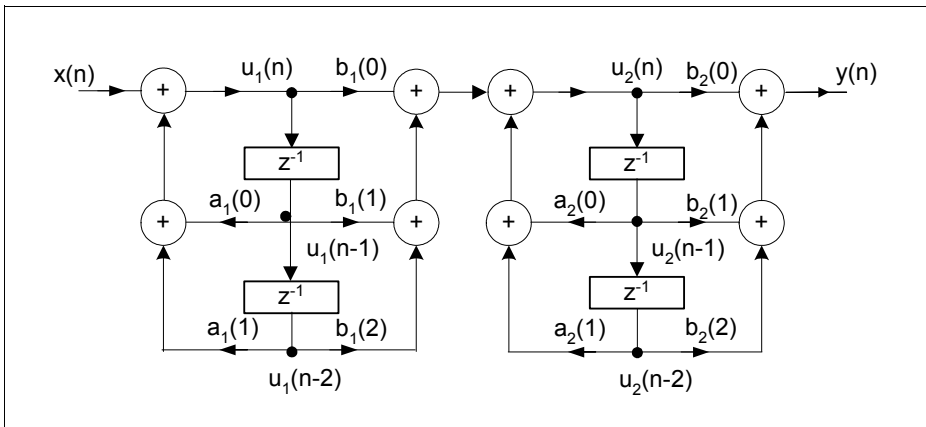 x(n) + u₁(n) b₁(0) + + u₂(n) b₂(0) + y(n)
z⁻¹ z⁻¹
+ a₁(0) b₁(1) + + a₂(0) b₂(1) +
u₁(n-1) u₂(n-1)
z⁻¹ z⁻¹
a₁(1) b₁(2) a₂(1) b₂(2)
u₁(n-2) u₂(n-2)